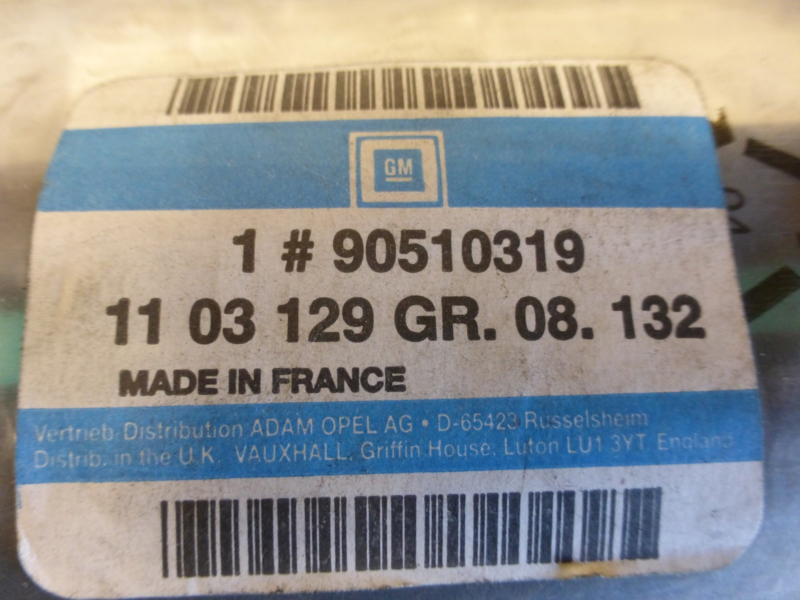 GM
1 # 90510319
11 03 129 GR. 08. 132
MADE IN FRANCE
Vertrieb-Distribution ADAM OPEL AG • D-65423 Russelsheim
Distrib. in the U.K. VAUXHALL, Griffin House, Luton LU1 3YT, England
04